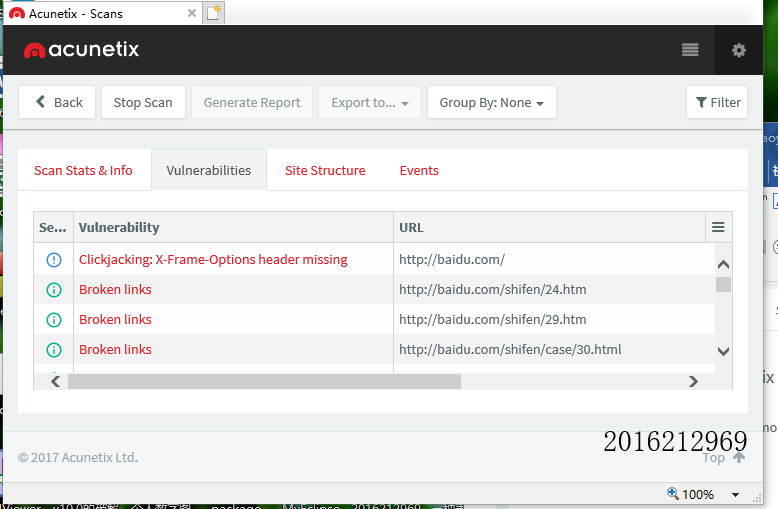 Acunetix - Scans
acunetix
Back Stop Scan Generate Report Export to... Group By: None Filter
Scan Stats & Info Vulnerabilities Site Structure Events
Se... Vulnerability URL
Clickjacking: X-Frame-Options header missing http://baidu.com/
Broken links http://baidu.com/shifen/24.htm
Broken links http://baidu.com/shifen/29.htm
Broken links http://baidu.com/shifen/case/30.html
2016212969
© 2017 Acunetix Ltd. Top
100%